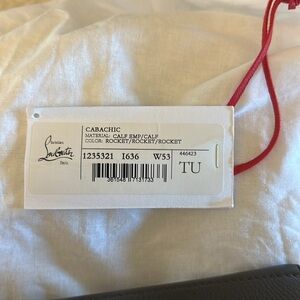 CABACHIC
MATERIAL: CALF EMP/CALF
COLOR: ROCKET/ROCKET/ROCKET
Christian
Louboutin
Paris
1235321 I636 W53
446423
TU